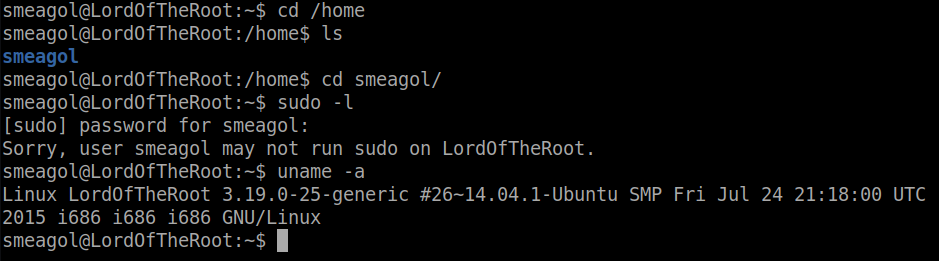 smeagol@LordOfTheRoot:~$ cd /home
smeagol@LordOfTheRoot:/home$ ls
smeagol
smeagol@LordOfTheRoot:/home$ cd smeagol/
smeagol@LordOfTheRoot:~$ sudo -l
[sudo] password for smeagol:
Sorry, user smeagol may not run sudo on LordOfTheRoot.
smeagol@LordOfTheRoot:~$ uname -a
Linux LordOfTheRoot 3.19.0-25-generic #26~14.04.1-Ubuntu SMP Fri Jul 24 21:18:00 UTC
2015 i686 i686 i686 GNU/Linux
smeagol@LordOfTheRoot:~$